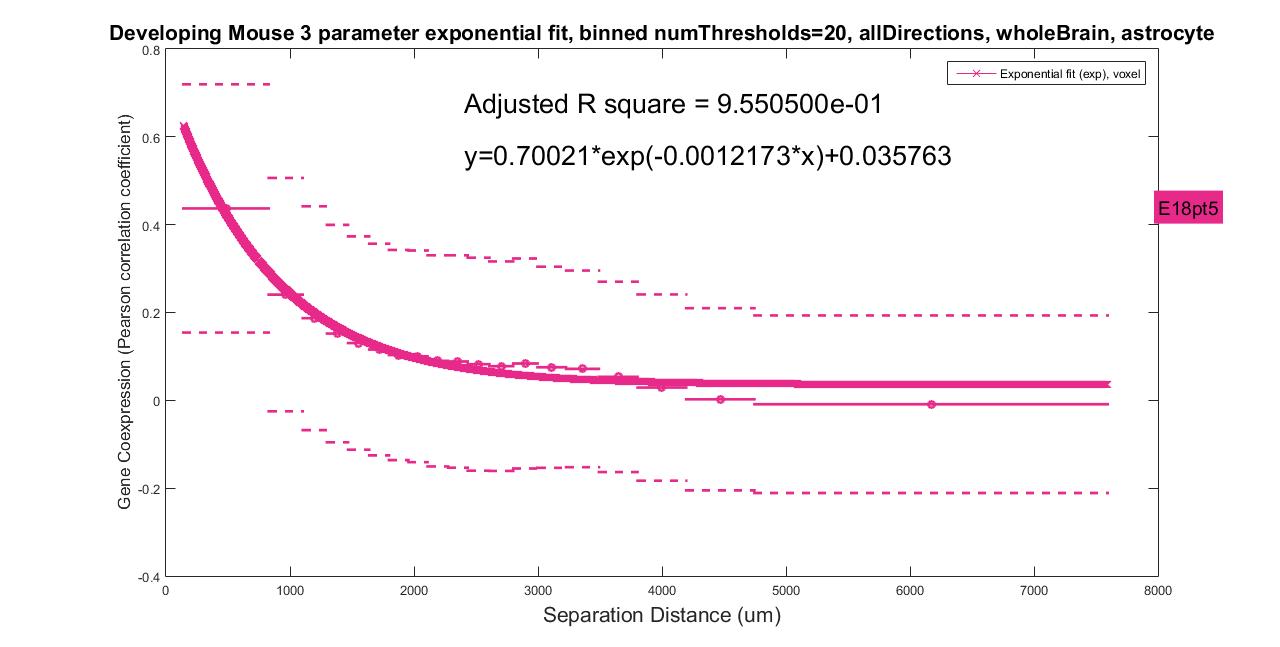 Developing Mouse 3 parameter exponential fit, binned numThresholds=20, allDirections, wholeBrain, astrocyte
Exponential fit (exp), voxel
Adjusted R square = 9.550500e-01
y=0.70021*exp(-0.0012173*x)+0.035763
E18pt5
Gene Coexpression (Pearson correlation coefficient)
0.8
0.6
0.4
0.2
0
-0.2
-0.4
0 1000 2000 3000 4000 5000 6000 7000 8000
Separation Distance (um)